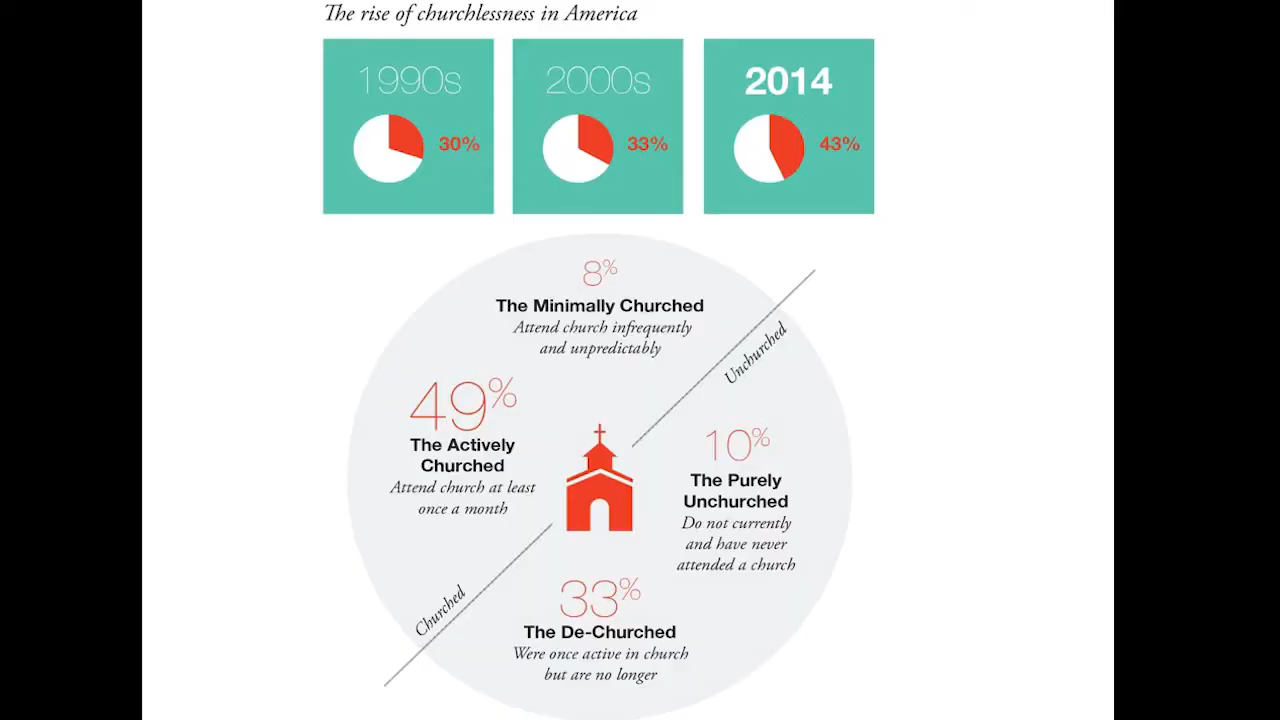 The rise of churchlessness in America
1990s
30%
2000s
33%
2014
43%
8%
The Minimally Churched
Attend church infrequently
and unpredictably
Unchurched
49%
The Actively
Churched
Attend church at least
once a month
10%
The Purely
Unchurched
Do not currently
and have never
attended a church
Churched
33%
The De-Churched
Were once active in church
but are no longer